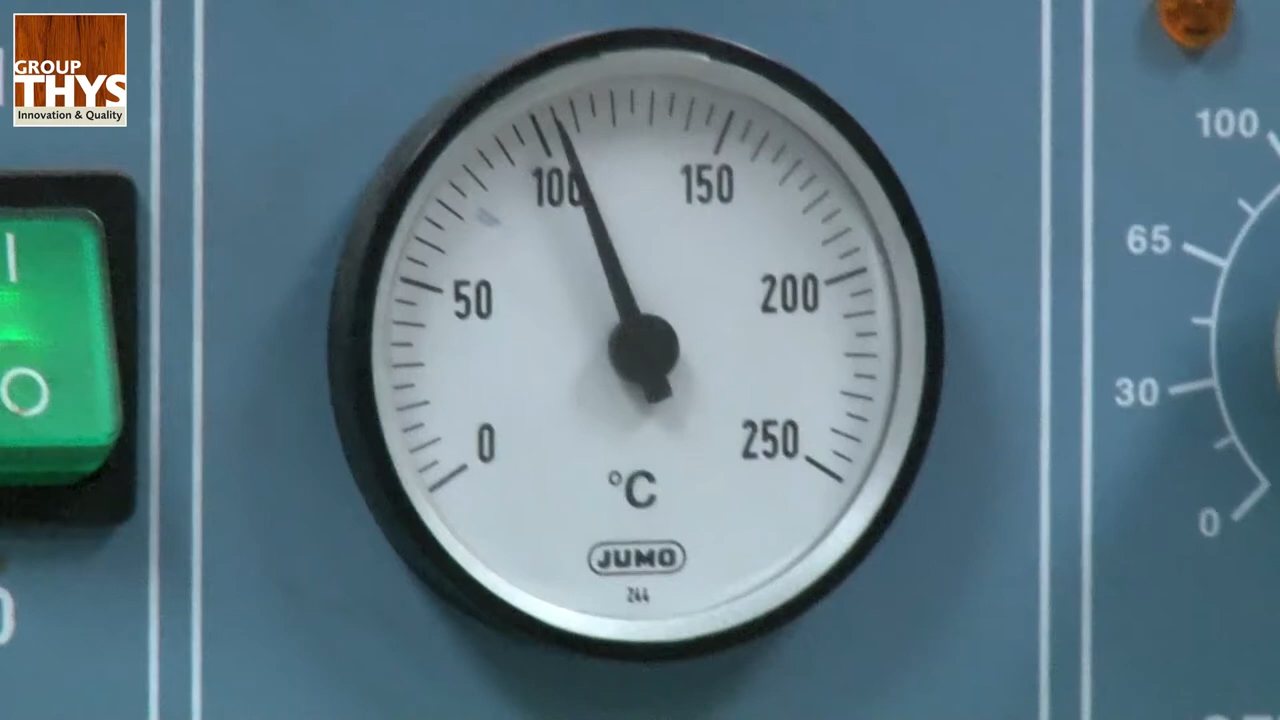 GROUP
THYS
Innovation & Quality
I
O
100
150
50
200
0
250
°C
JUMO
244
100
65
30
0